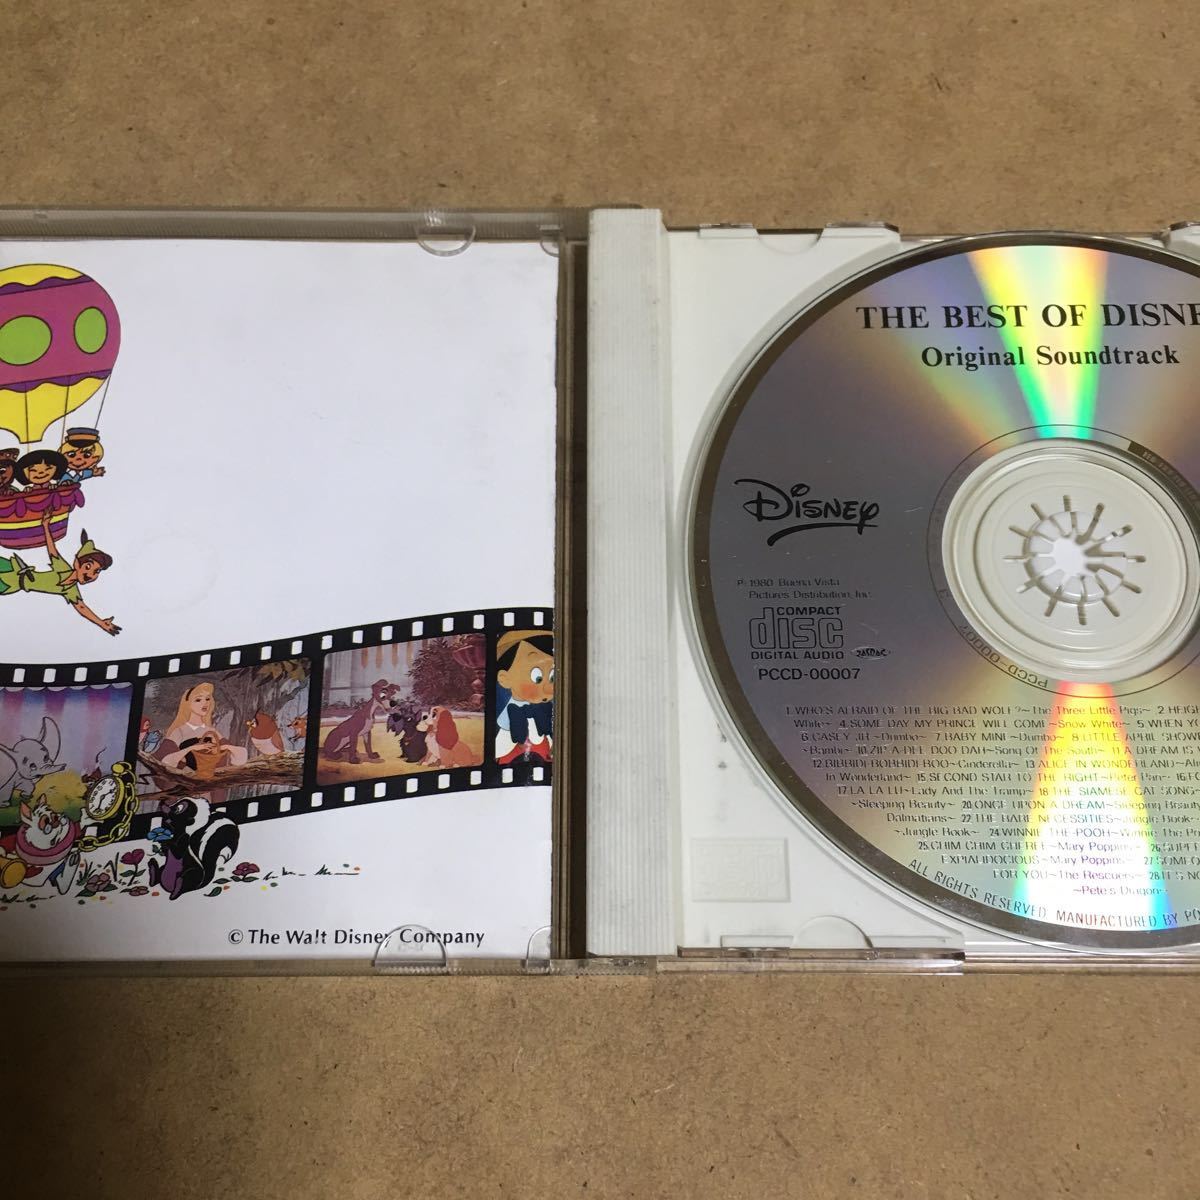 © The Walt Disney Company
THE BEST OF DISNE
Original Soundtrack
Disney
℗ 1980 Buena Vista
Pictures Distribution, Inc.
COMPACT
disc
DIGITAL AUDIO
PCCD-00007
PCCD-00007
1. WHO'S AFRAID OF THE BIG BAD WOLF?~The Three Little Pigs~ 2. HEIGH
White~ 4. SOME DAY MY PRINCE WILL COME~Snow White~ 5. WHEN YO
6. CASEY JR.~Dumbo~ 7. BABY MINE~Dumbo~ 8. LITTLE APRIL SHOWE
~Bambi~ 10. ZIP-A-DEE-DOO-DAH~Song Of The South~ 11. A DREAM IS W
12. BIBBIDI-BOBBIDI-BOO~Cinderella~ 13. ALICE IN WONDERLAND~Ali
In Wonderland~ 15. SECOND STAR TO THE RIGHT~Peter Pan~ 16. FO
17. LA LA LU~Lady And The Tramp~ 18. THE SIAMESE CAT SONG~
~Sleeping Beauty~ 20. ONCE UPON A DREAM~Sleeping Beauty
Dalmatians~ 22. THE BARE NECESSITIES~Jungle Book~
~Jungle Book~ 24. WINNIE-THE-POOH~Winnie The Po
25. CHIM CHIM CHEREE~Mary Poppins~ 26. SUPER
EXPIALIDOCIOUS~Mary Poppins~ 27. SOMEO
FOR YOU~The Rescuers~ 28. IT'S NO
~Pete's Dragon~
ALL RIGHTS RESERVED. MANUFACTURED BY PO